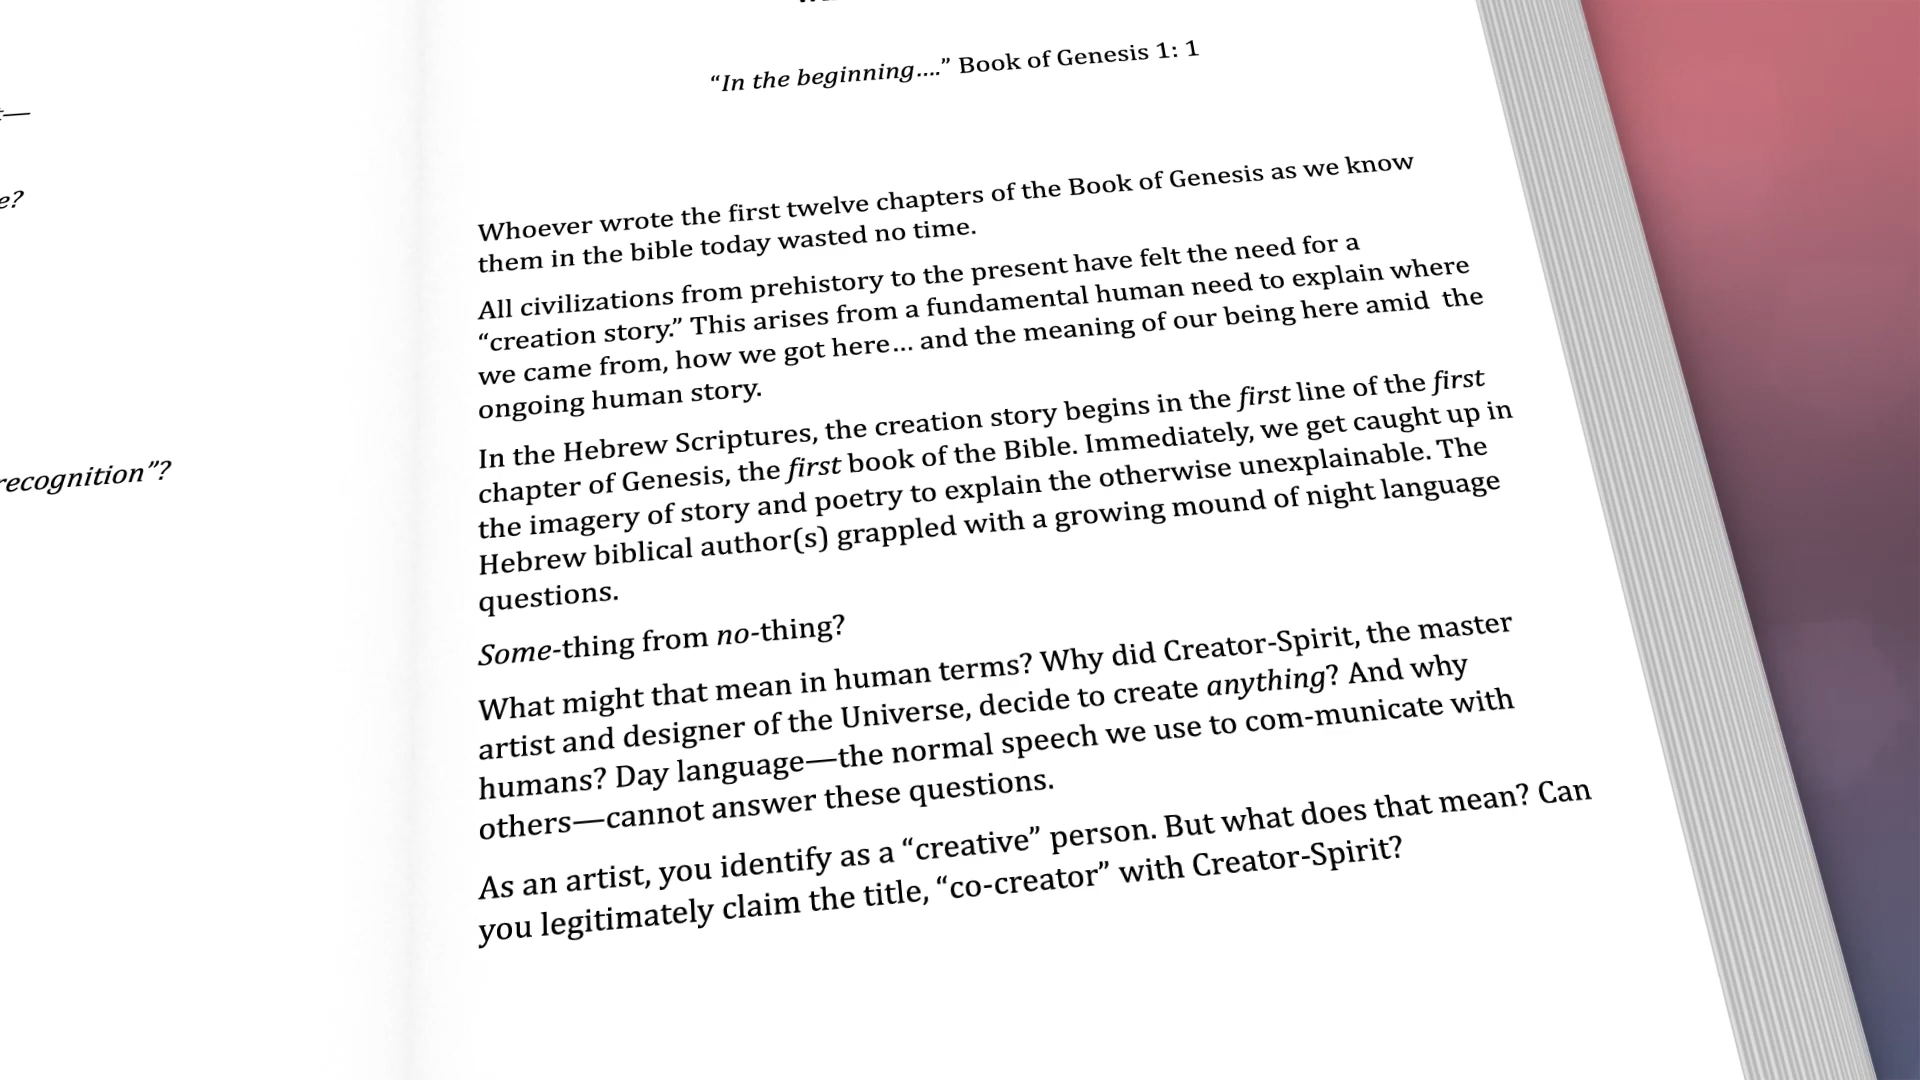 e?
recognition”?
“In the beginning….” Book of Genesis 1: 1
Whoever wrote the first twelve chapters of the Book of Genesis as we know
them in the bible today wasted no time.
All civilizations from prehistory to the present have felt the need for a
“creation story.” This arises from a fundamental human need to explain where
we came from, how we got here… and the meaning of our being here amid  the
ongoing human story.
In the Hebrew Scriptures, the creation story begins in the first line of the first
chapter of Genesis, the first book of the Bible. Immediately, we get caught up in
the imagery of story and poetry to explain the otherwise unexplainable. The
Hebrew biblical author(s) grappled with a growing mound of night language
questions.
Some-thing from no-thing?
What might that mean in human terms? Why did Creator-Spirit, the master
artist and designer of the Universe, decide to create anything? And why
humans? Day language—the normal speech we use to com-municate with
others—cannot answer these questions.
As an artist, you identify as a “creative” person. But what does that mean? Can
you legitimately claim the title, “co-creator” with Creator-Spirit?